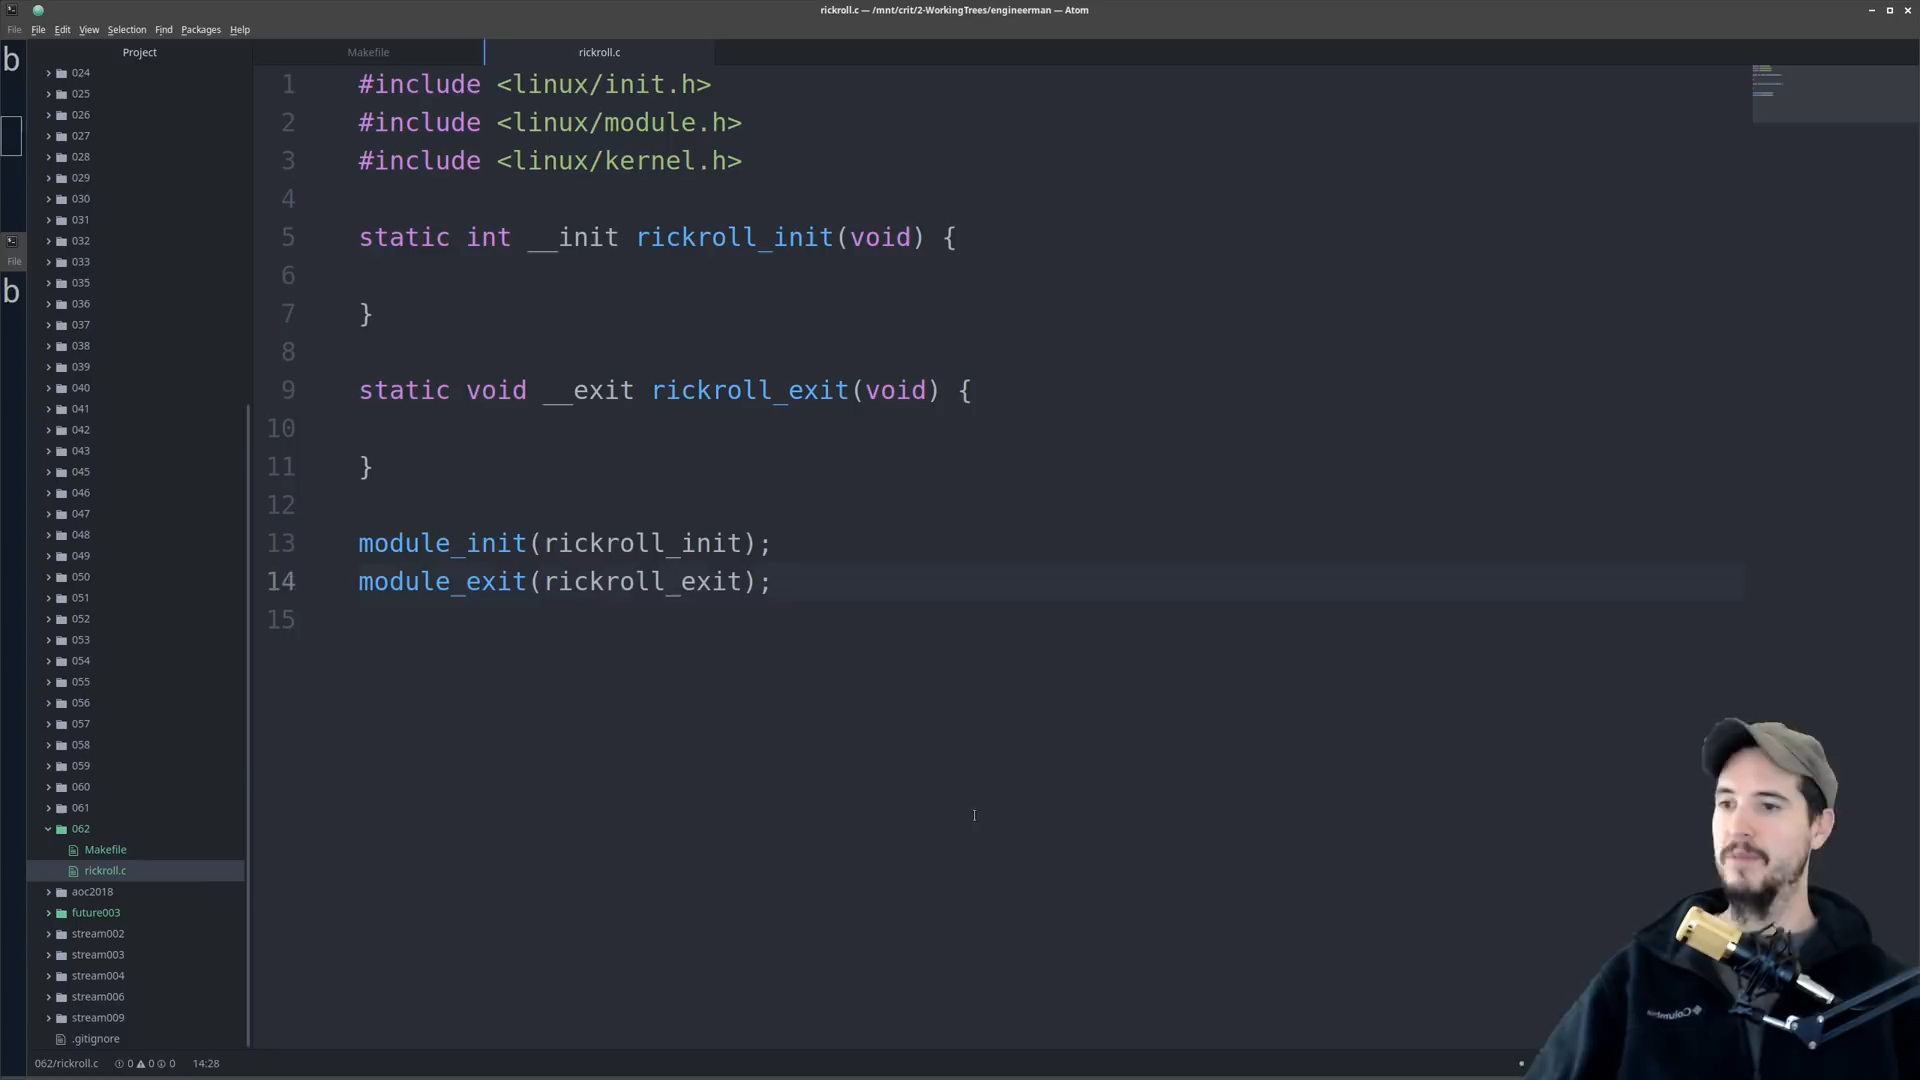 rickroll.c — /mnt/crit/2-WorkingTrees/engineerman — Atom
File
File Edit View Selection Find Packages Help
b
File
b
Project
024
025
026
027
028
029
030
031
032
033
035
036
037
038
039
040
041
042
043
045
046
047
048
049
050
051
052
053
054
055
056
057
058
059
060
061
062
Makefile
rickroll.c
aoc2018
future003
stream002
stream003
stream004
stream006
stream009
.gitignore
Makefile
rickroll.c
1 #include <linux/init.h>
2 #include <linux/module.h>
3 #include <linux/kernel.h>
4
5 static int __init rickroll_init(void) {
6
7 }
8
9 static void __exit rickroll_exit(void) {
10
11 }
12
13 module_init(rickroll_init);
14 module_exit(rickroll_exit);
15
062/rickroll.c 0 0 0 14:28
Columbia